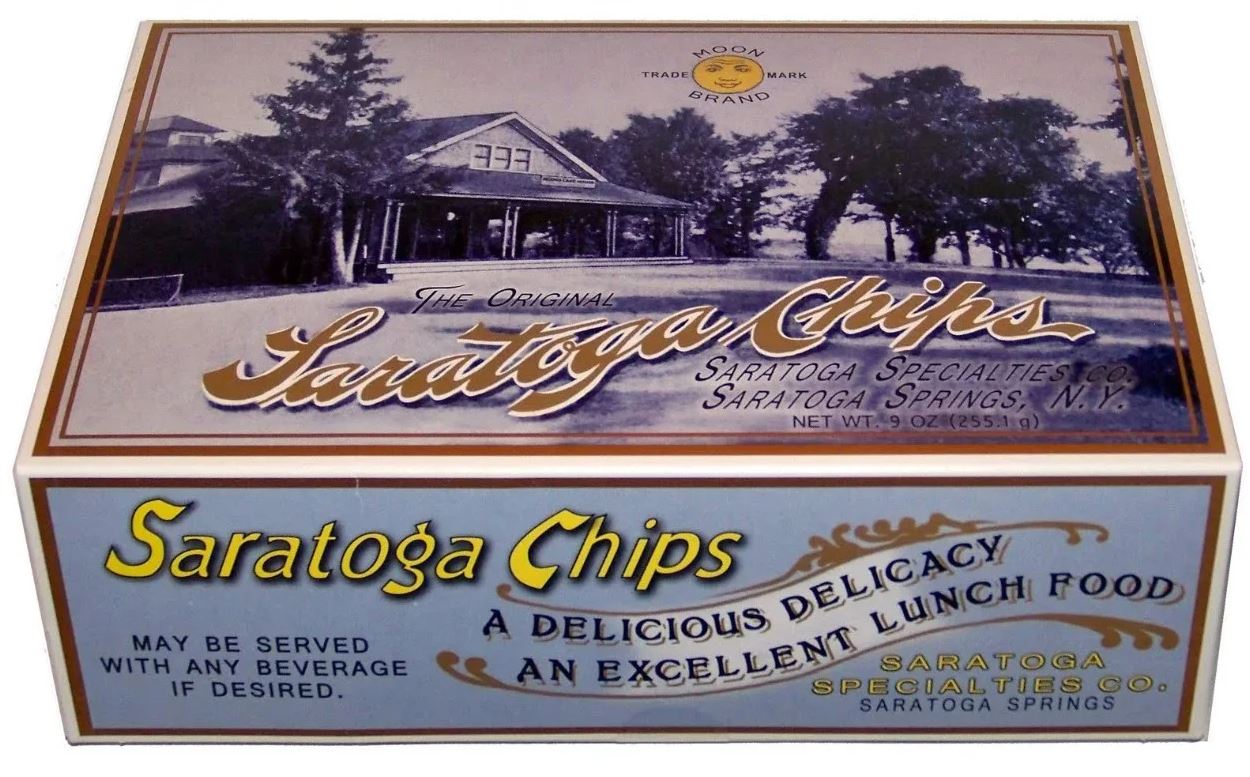 MOON
TRADE MARK
BRAND
THE ORIGINAL
Saratoga Chips
SARATOGA SPECIALTIES CO.
SARATOGA SPRINGS, N.Y.
NET WT. 9 OZ (255.1 g)
Saratoga Chips
A DELICIOUS DELICACY
AN EXCELLENT LUNCH FOOD
MAY BE SERVED
WITH ANY BEVERAGE
IF DESIRED.
SARATOGA
SPECIALTIES CO.
SARATOGA SPRINGS